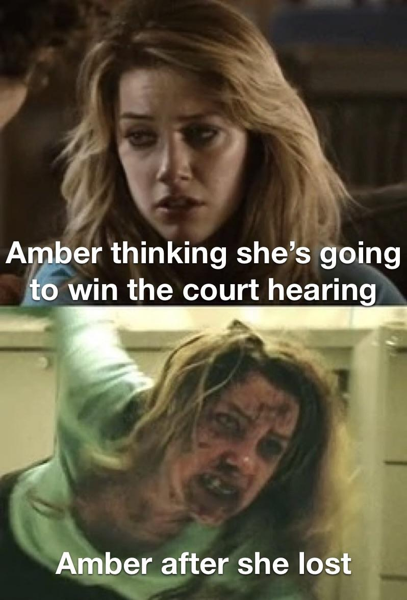 Amber thinking she’s going
to win the court hearing
Amber after she lost